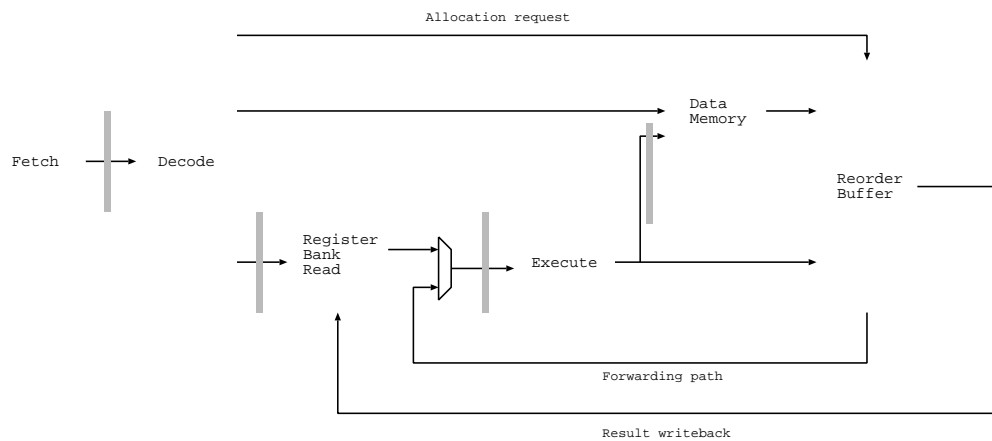 Allocation request
Data
Memory
Fetch
Decode
Reorder
Buffer
Register
Bank
Read
Execute
Forwarding path
Result writeback